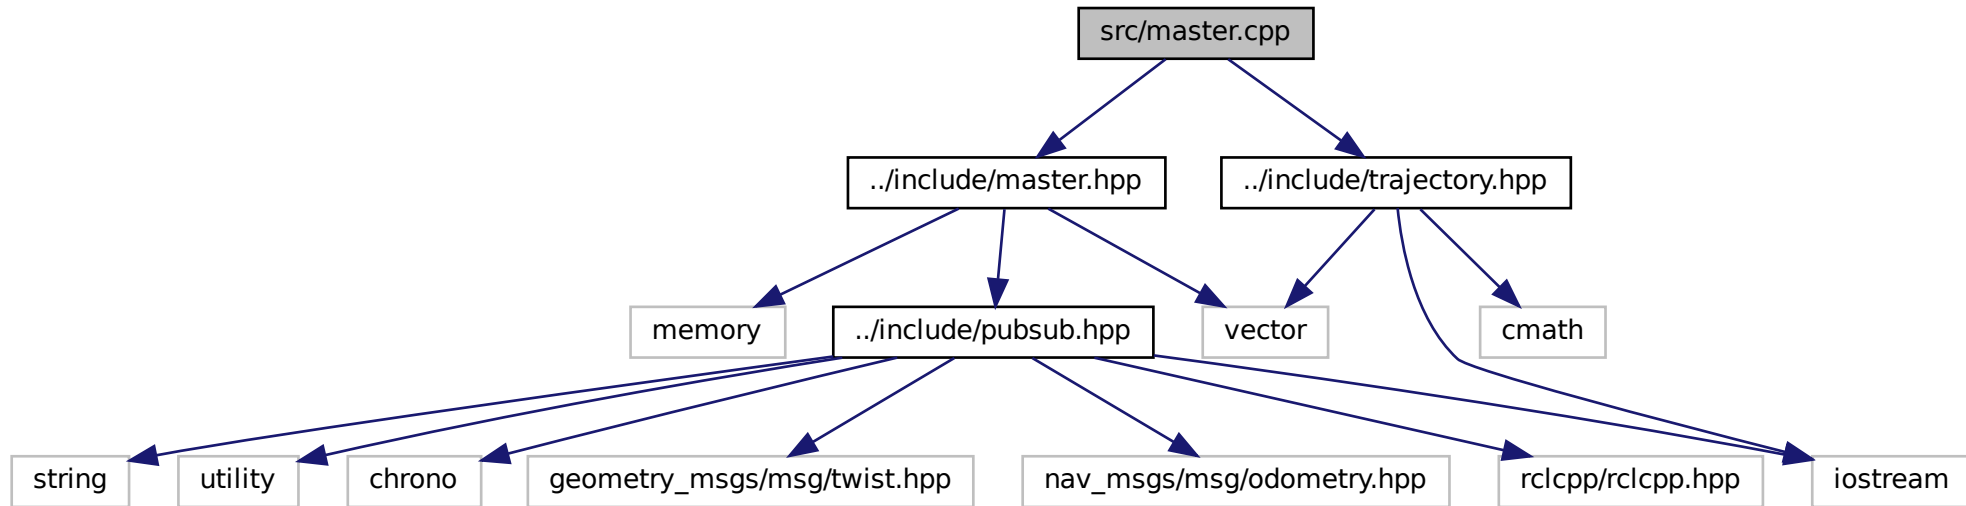 src/master.cpp
../include/master.hpp
../include/trajectory.hpp
memory
../include/pubsub.hpp
vector
cmath
string
utility
chrono
geometry_msgs/msg/twist.hpp
nav_msgs/msg/odometry.hpp
rclcpp/rclcpp.hpp
iostream